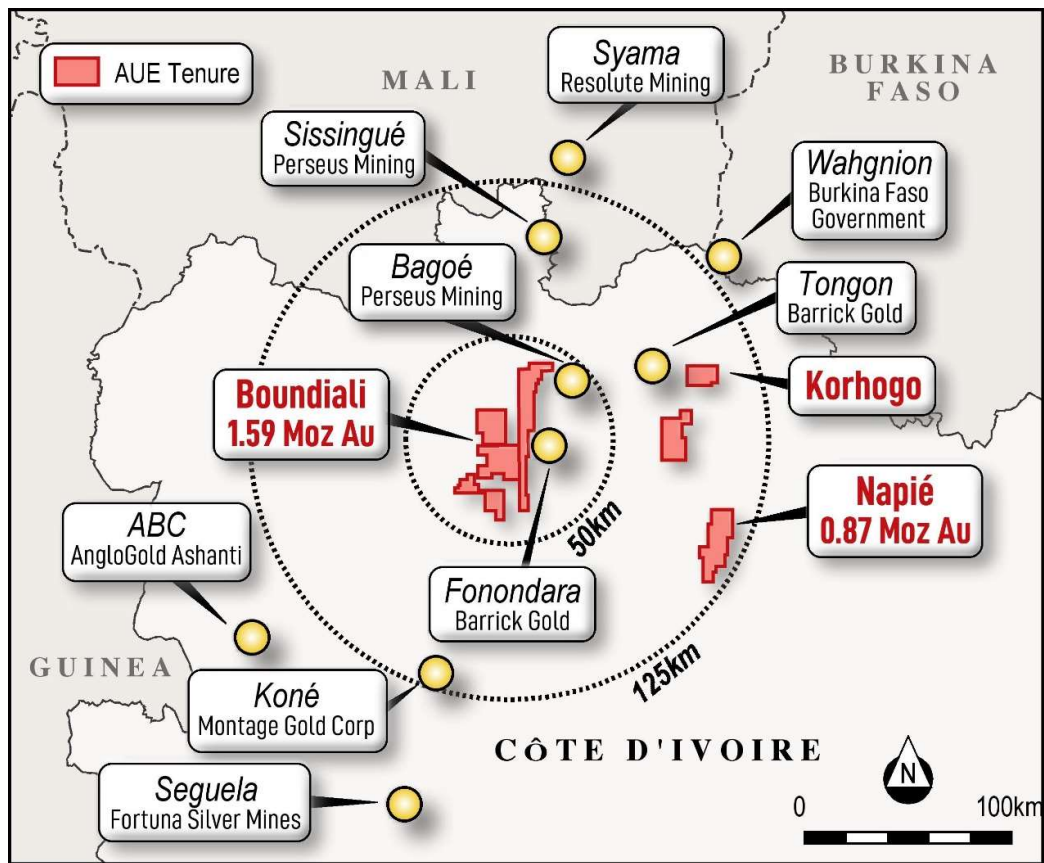 AUE Tenure
MALI
Syama
Resolute Mining
BURKINA
FASO
Sissingué
Perseus Mining
Wahgnion
Burkina Faso
Government
Bagoé
Perseus Mining
Tongon
Barrick Gold
Boundiali
1.59 Moz Au
Korhogo
Napié
0.87 Moz Au
ABC
AngloGold Ashanti
50km
Fonondara
Barrick Gold
125km
GUINEA
Koné
Montage Gold Corp
CÔTE D'IVOIRE
N
Seguela
Fortuna Silver Mines
0
100km